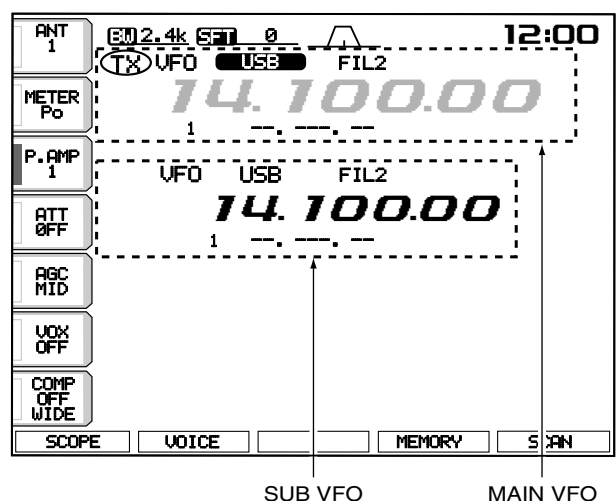 ANT
1
BW 2.4k SFT 0
12:00
TX VFO USB FIL2
14.100.00
1 --.---.--
METER
Po
P.AMP
1
VFO USB FIL2
14.100.00
1 --.---.--
ATT
OFF
AGC
MID
VOX
OFF
COMP
OFF
WIDE
SCOPE VOICE MEMORY SCAN
SUB VFO MAIN VFO